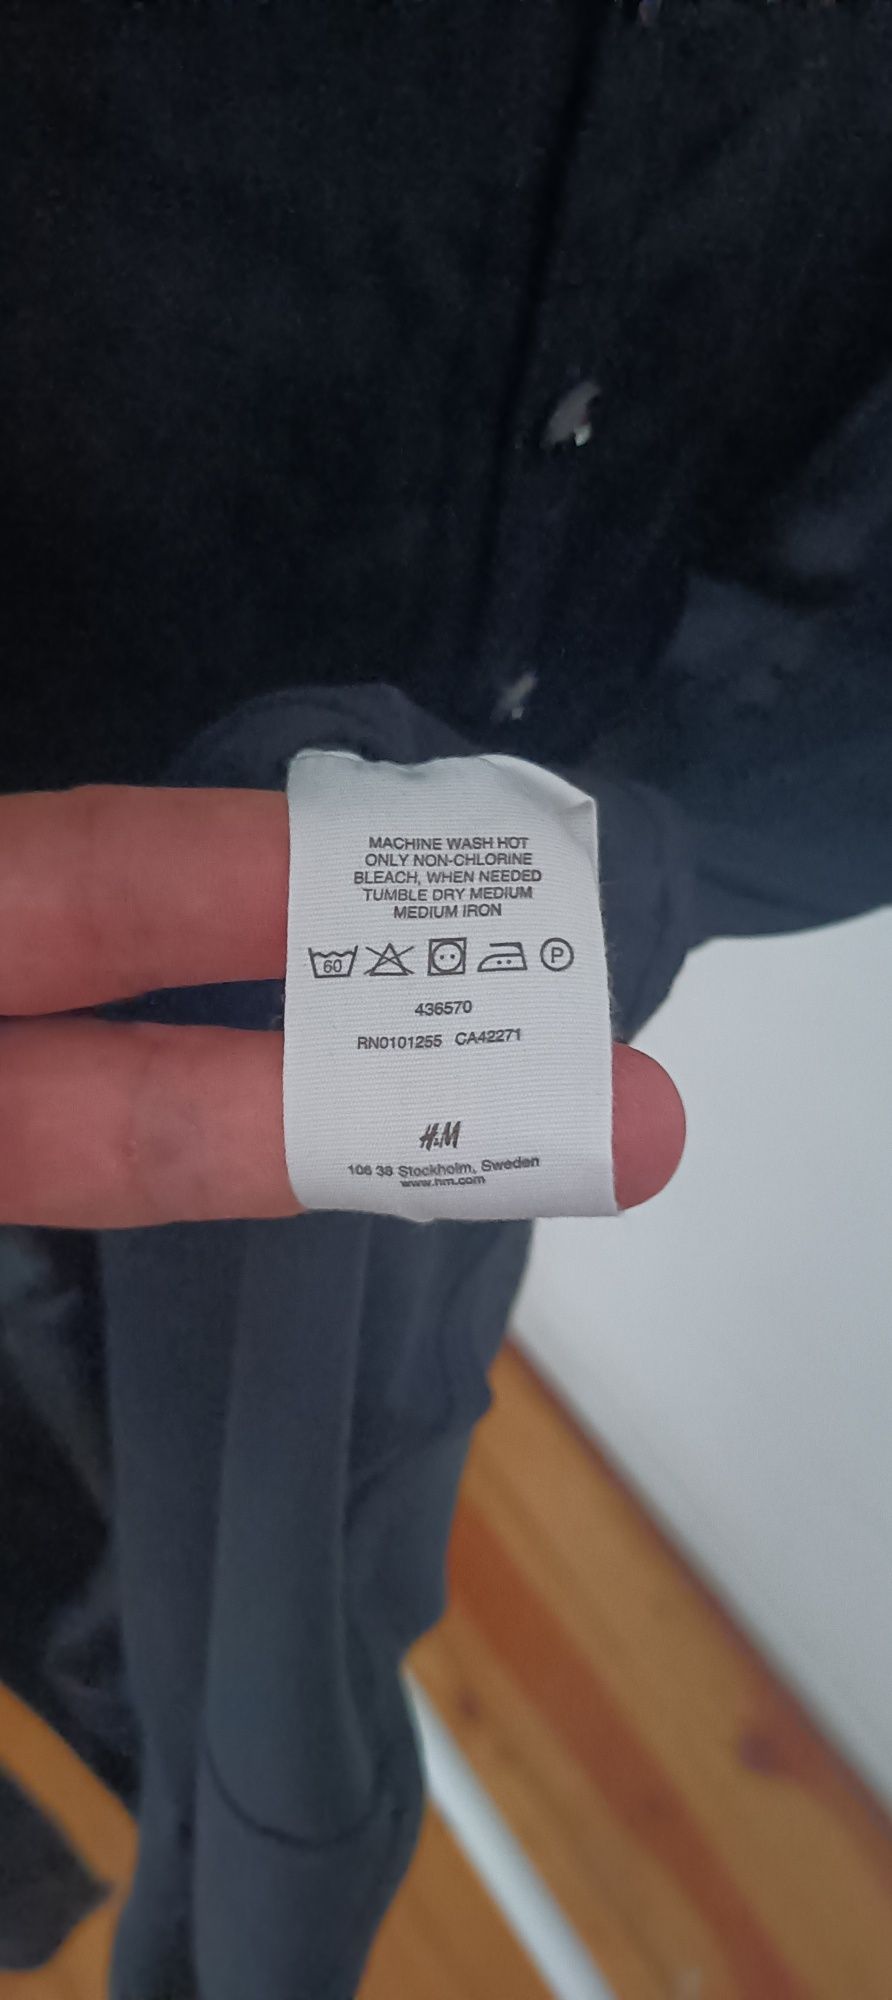 MACHINE WASH HOT
ONLY NON-CHLORINE
BLEACH, WHEN NEEDED
TUMBLE DRY MEDIUM
MEDIUM IRON
60 P
436570
RN0101255 CA42271
H&M
106 38 Stockholm, Sweden
www.hm.com